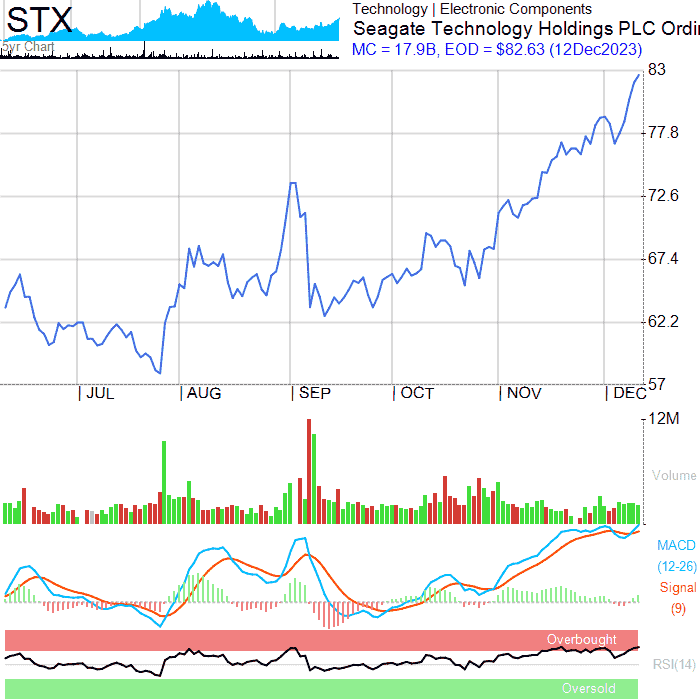 STX
5yr Chart
Technology | Electronic Components
Seagate Technology Holdings PLC Ordin
MC = 17.9B, EOD = $82.63 (12Dec2023)
83
77.8
72.6
67.4
62.2
57
JUL AUG SEP OCT NOV DEC
12M
Volume
MACD
(12-26)
Signal
(9)
Overbought
RSI(14)
Oversold